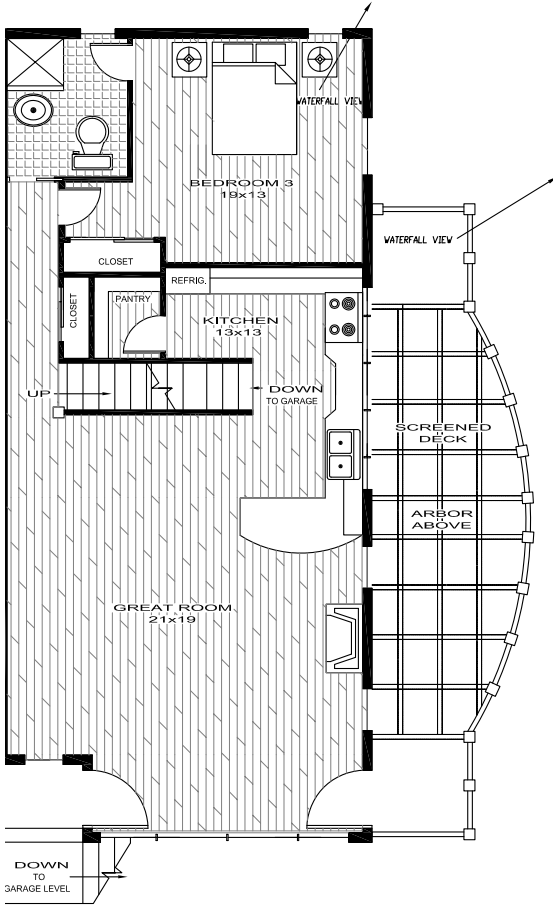 WATERFALL VIEW
BEDROOM 3
19x13
WATERFALL VIEW
CLOSET
REFRIG.
CLOSET
PANTRY
KITCHEN
13x13
UP
DOWN
TO GARAGE
SCREENED
DECK
ARBOR
ABOVE
GREAT ROOM
21x19
DOWN
TO
GARAGE LEVEL